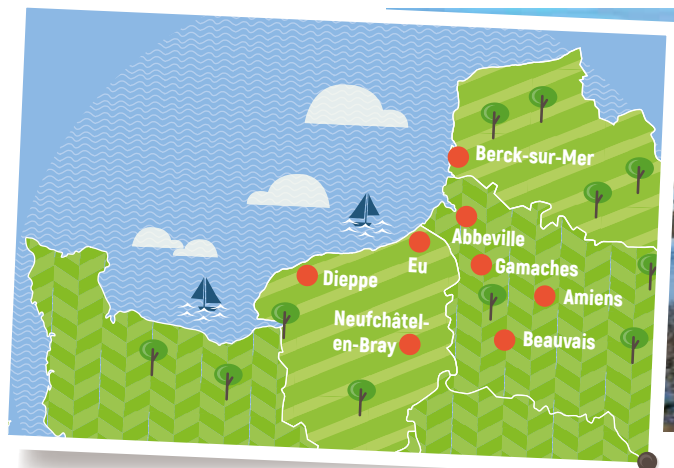 Berck-sur-Mer
Abbeville
Eu
Gamaches
Dieppe
Amiens
Neufchâtel-
en-Bray
Beauvais